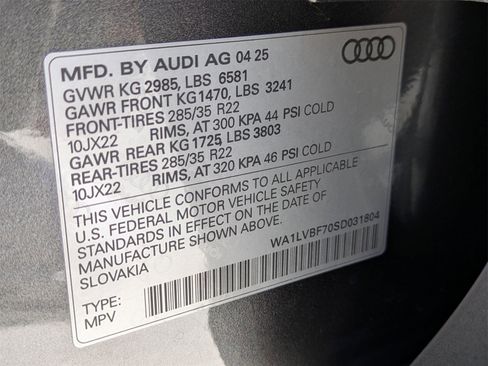 MFD. BY AUDI AG 04 25
GVWR KG 2985, LBS 6581
GAWR FRONT KG1470, LBS 3241
FRONT-TIRES 285/35 R22
10JX22 RIMS, AT 300 KPA 44 PSI COLD
GAWR REAR KG 1725, LBS 3803
REAR-TIRES 285/35 R22
10JX22 RIMS, AT 320 KPA 46 PSI COLD
THIS VEHICLE CONFORMS TO ALL APPLICABLE
U.S. FEDERAL MOTOR VEHICLE SAFETY
STANDARDS IN EFFECT ON THE DATE OF
MANUFACTURE SHOWN ABOVE.
SLOVAKIA
WA1LVBF70SD031804
TYPE:
MPV